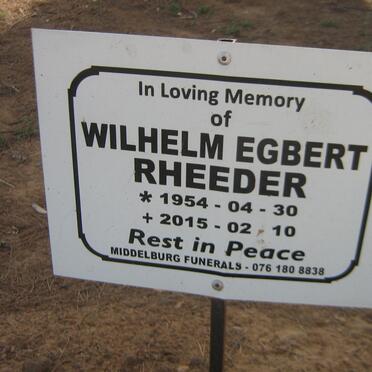 In Loving Memory
of
WILHELM EGBERT
RHEEDER
* 1954 - 04 - 30
+ 2015 - 02 10
Rest in Peace
MIDDELBURG FUNERALS - 076 180 8838